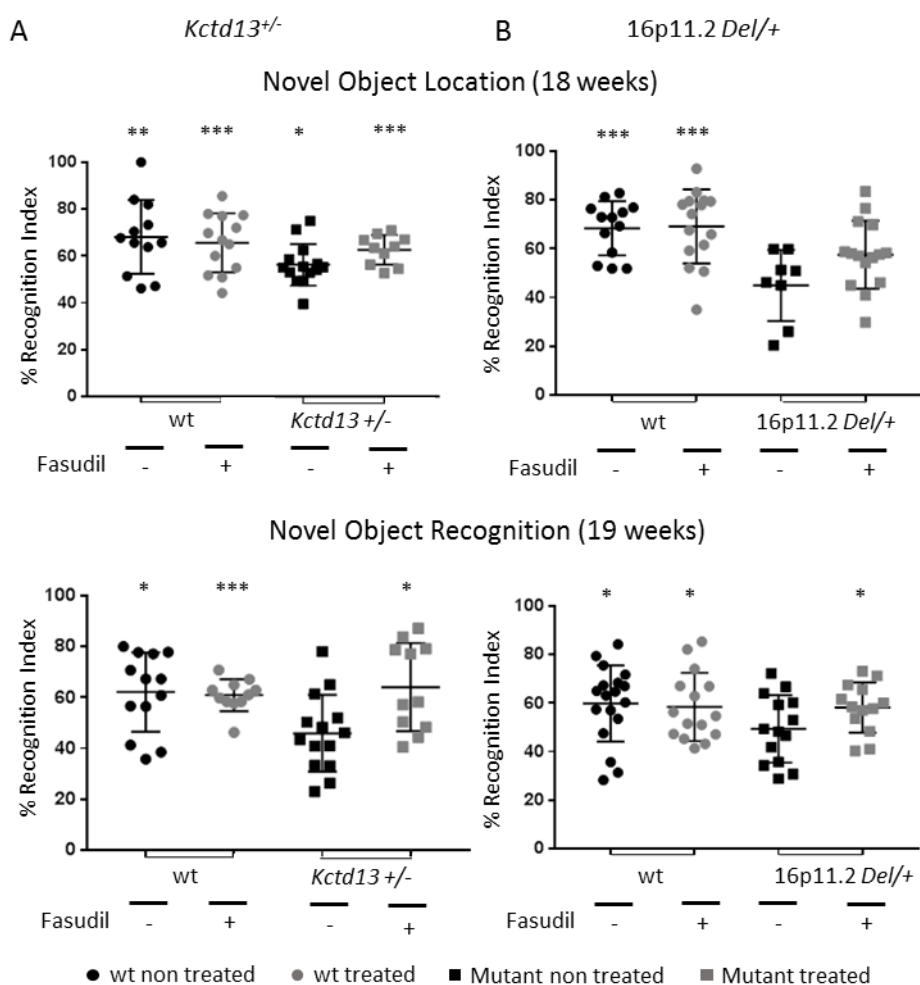 A Kctd13+/- B 16p11.2 Del/+
Novel Object Location (18 weeks)
** *** * *** *** ***
% Recognition Index
100
80
60
40
20
0
% Recognition Index
100
80
60
40
20
0
wt Kctd13 +/- wt 16p11.2 Del/+
Fasudil - + - + Fasudil - + - +
Novel Object Recognition (19 weeks)
* *** * * * *
% Recognition Index
100
80
60
40
20
0
% Recognition Index
100
80
60
40
20
0
wt Kctd13 +/- wt 16p11.2 Del/+
Fasudil - + - + Fasudil - + - +
wt non treated wt treated Mutant non treated Mutant treated